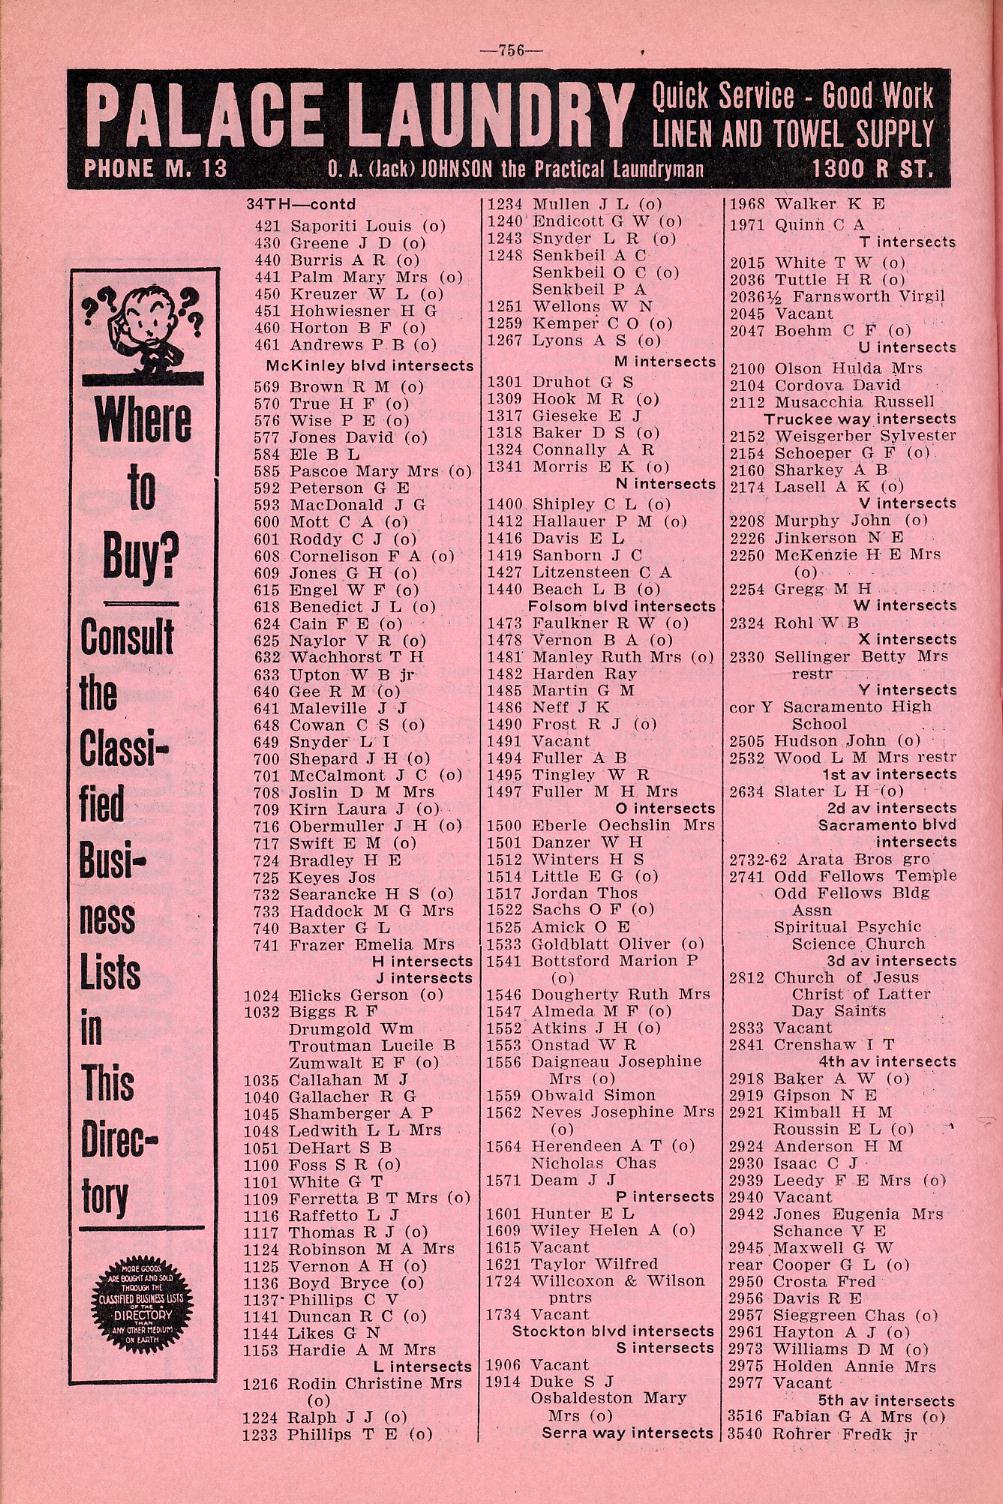 —756—
PALACE LAUNDRY
Quick Service - Good Work
LINEN AND TOWEL SUPPLY
PHONE M. 13
O. A. (Jack) JOHNSON the Practical Laundryman
1300 R ST.
Where
to
Buy?
Consult
the
Classi-
fied
Busi-
ness
Lists
in
This
Direc-
tory
MORE GOODS
ARE BOUGHT AND SOLD
THROUGH THE
CLASSIFIED BUSINESS LISTS
OF THE
DIRECTORY
THAN
ANY OTHER MEDIUM
ON EARTH
34TH—contd
421 Saporiti Louis (o)
430 Greene J D (o)
440 Burris A R (o)
441 Palm Mary Mrs (o)
450 Kreuzer W L (o)
451 Hohwiesner H G
460 Horton B F (o)
461 Andrews P B (o)
McKinley blvd intersects
569 Brown R M (o)
570 True H F (o)
576 Wise P E (o)
577 Jones David (o)
584 Ele B L
585 Pascoe Mary Mrs (o)
592 Peterson G E
593 MacDonald J G
600 Mott C A (o)
601 Roddy C J (o)
608 Cornelison F A (o)
609 Jones G H (o)
615 Engel W F (o)
618 Benedict J L (o)
624 Cain F E (o)
625 Naylor V R (o)
632 Wachhorst T H
633 Upton W B jr
640 Gee R M (o)
641 Maleville J J
648 Cowan C S (o)
649 Snyder L I
700 Shepard J H (o)
701 McCalmont J C (o)
708 Joslin D M Mrs
709 Kirn Laura J (o)
716 Obermuller J H (o)
717 Swift E M (o)
724 Bradley H E
725 Keyes Jos
732 Searancke H S (o)
733 Haddock M G Mrs
740 Baxter G L
741 Frazer Emelia Mrs
H intersects
J intersects
1024 Elicks Gerson (o)
1032 Biggs R F
Drumgold Wm
Troutman Lucile B
Zumwalt E F (o)
1035 Callahan M J
1040 Gallacher R G
1045 Shamberger A P
1048 Ledwith L L Mrs
1051 DeHart S B
1100 Foss S R (o)
1101 White G T
1109 Ferretta B T Mrs (o)
1116 Raffetto L J
1117 Thomas R J (o)
1124 Robinson M A Mrs
1125 Vernon A H (o)
1136 Boyd Bryce (o)
1137 Phillips C V
1141 Duncan R C (o)
1144 Likes G N
1153 Hardie A M Mrs
L intersects
1216 Rodin Christine Mrs
(o)
1224 Ralph J J (o)
1233 Phillips T E (o)
1234 Mullen J L (o)
1240 Endicott G W (o)
1243 Snyder L R (o)
1248 Senkbeil A C
Senkbeil O C (o)
Senkbeil P A
1251 Wellons W N
1259 Kemper C O (o)
1267 Lyons A S (o)
M intersects
1301 Druhot G S
1309 Hook M R (o)
1317 Gieseke E J
1318 Baker D S (o)
1324 Connally A R
1341 Morris E K (o)
N intersects
1400 Shipley C L (o)
1412 Hallauer P M (o)
1416 Davis E L
1419 Sanborn J C
1427 Litzensteen C A
1440 Beach L B (o)
Folsom blvd intersects
1473 Faulkner R W (o)
1478 Vernon B A (o)
1481 Manley Ruth Mrs (o)
1482 Harden Ray
1485 Martin G M
1486 Neff J K
1490 Frost R J (o)
1491 Vacant
1494 Fuller A B
1495 Tingley W R
1497 Fuller M H Mrs
O intersects
1500 Eberle Oechslin Mrs
1501 Danzer W H
1512 Winters H S
1514 Little E G (o)
1517 Jordan Thos
1522 Sachs O F (o)
1525 Amick O E
1533 Goldblatt Oliver (o)
1541 Bottsford Marion P
(o)
1546 Dougherty Ruth Mrs
1547 Almeda M F (o)
1552 Atkins J H (o)
1553 Onstad W R
1556 Daigneau Josephine
Mrs (o)
1559 Obwald Simon
1562 Neves Josephine Mrs
(o)
1564 Herendeen A T (o)
Nicholas Chas
1571 Deam J J
P intersects
1601 Hunter E L
1609 Wiley Helen A (o)
1615 Vacant
1621 Taylor Wilfred
1724 Willcoxon & Wilson
pntrs
1734 Vacant
Stockton blvd intersects
S intersects
1906 Vacant
1914 Duke S J
Osbaldeston Mary
Mrs (o)
Serra way intersects
1968 Walker K E
1971 Quinn C A
T intersects
2015 White T W (o)
2036 Tuttle H R (o)
2036½ Farnsworth Virgil
2045 Vacant
2047 Boehm C F (o)
U intersects
2100 Olson Hulda Mrs
2104 Cordova David
2112 Musacchia Russell
Truckee way intersects
2152 Weisgerber Sylvester
2154 Schoeper G F (o)
2160 Sharkey A B
2174 Lasell A K (o)
V intersects
2208 Murphy John (o)
2226 Jinkerson N E
2250 McKenzie H E Mrs
(o)
2254 Gregg M H
W intersects
2324 Rohl W B
X intersects
2330 Sellinger Betty Mrs
restr
Y intersects
cor Y Sacramento High
School
2505 Hudson John (o)
2532 Wood L M Mrs restr
1st av intersects
2634 Slater L H (o)
2d av intersects
Sacramento blvd
intersects
2732-62 Arata Bros gro
2741 Odd Fellows Temple
Odd Fellows Bldg
Assn
Spiritual Psychic
Science Church
3d av intersects
2812 Church of Jesus
Christ of Latter
Day Saints
2833 Vacant
2841 Crenshaw I T
4th av intersects
2918 Baker A W (o)
2919 Gipson N E
2921 Kimball H M
Roussin E L (o)
2924 Anderson H M
2930 Isaac C J
2939 Leedy F E Mrs (o)
2940 Vacant
2942 Jones Eugenia Mrs
Schance V E
2945 Maxwell G W
rear Cooper G L (o)
2950 Crosta Fred
2956 Davis R E
2957 Sieggreen Chas (o)
2961 Hayton A J (o)
2973 Williams D M (o)
2975 Holden Annie Mrs
2977 Vacant
5th av intersects
3516 Fabian G A Mrs (o)
3540 Rohrer Fredk jr